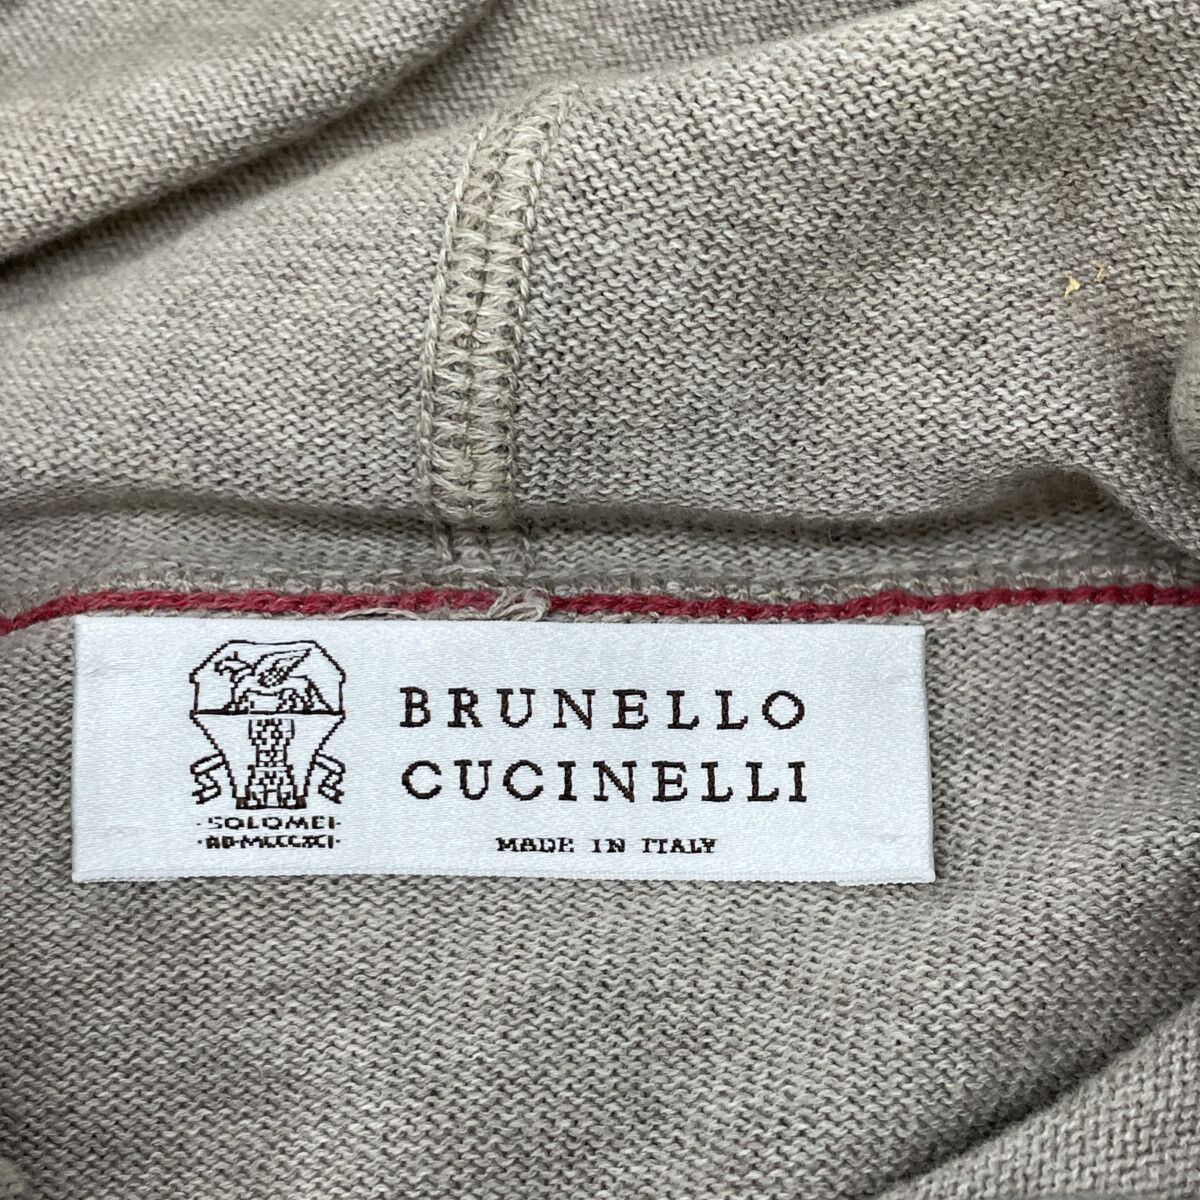 BRUNELLO
CUCINELLI
MADE IN ITALY
·SOLOMEI·